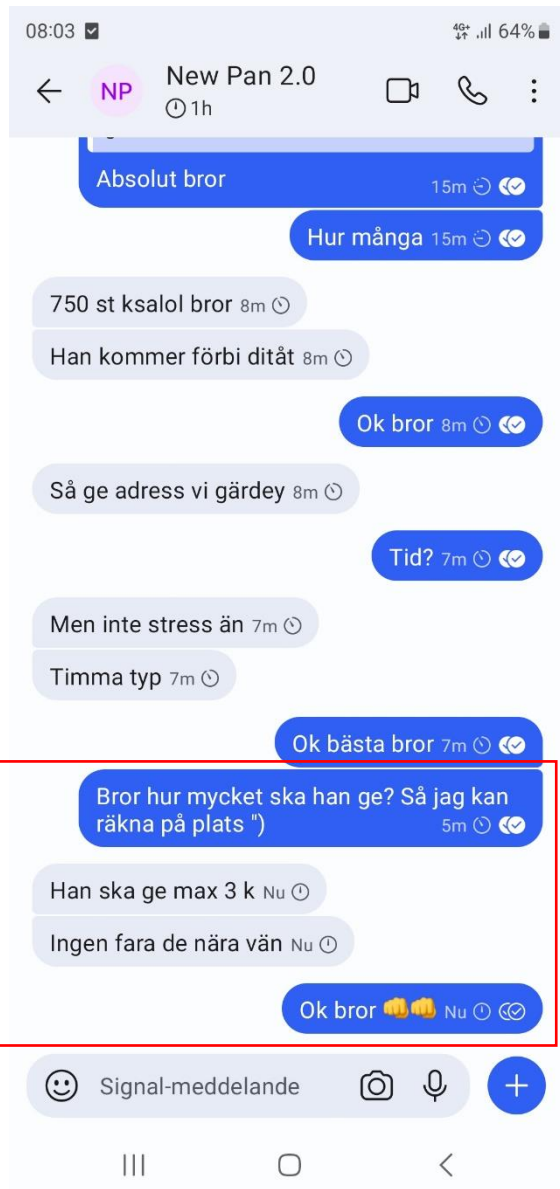 08:03 4G+ 64%
NP New Pan 2.0
1h
Absolut bror 15m
Hur många 15m
750 st ksalol bror 8m
Han kommer förbi ditåt 8m
Ok bror 8m
Så ge adress vi gärdey 8m
Tid? 7m
Men inte stress än 7m
Timma typ 7m
Ok bästa bror 7m
Bror hur mycket ska han ge? Så jag kan
räkna på plats ") 5m
Han ska ge max 3 k Nu
Ingen fara de nära vän Nu
Ok bror 👊👊 Nu
Signal-meddelande